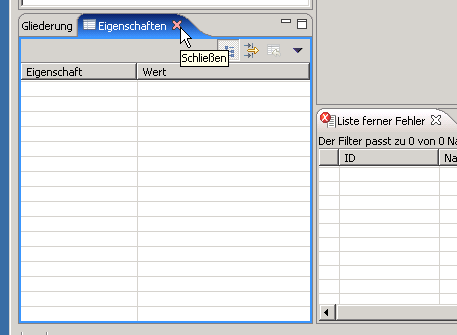 Gliederung Eigenschaften
Schließen
Eigenschaft Wert
Liste ferner Fehler
Der Filter passt zu 0 von 0 Na
ID Na